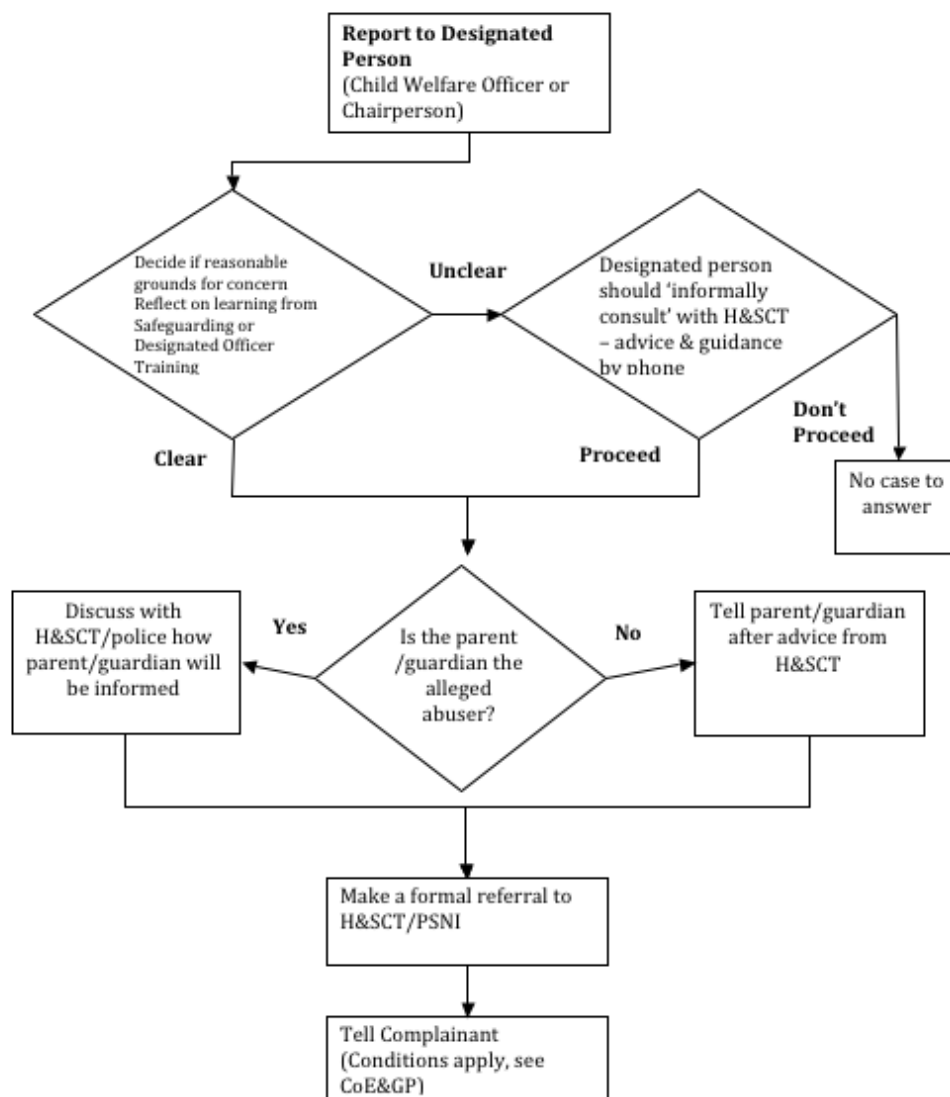 Report to Designated
Person
(Child Welfare Officer or
Chairperson)
Decide if reasonable
grounds for concern
Reflect on learning from
Safeguarding or
Designated Officer
Training
Unclear
Designated person
should ‘informally
consult’ with H&SCT
– advice & guidance
by phone
Don’t
Proceed
Clear
Proceed
No case to
answer
Discuss with
H&SCT/police how
parent/guardian will
be informed
Yes
Is the parent
/guardian the
alleged
abuser?
No
Tell parent/guardian
after advice from
H&SCT
Make a formal referral to
H&SCT/PSNI
Tell Complainant
(Conditions apply, see
CoE&GP)